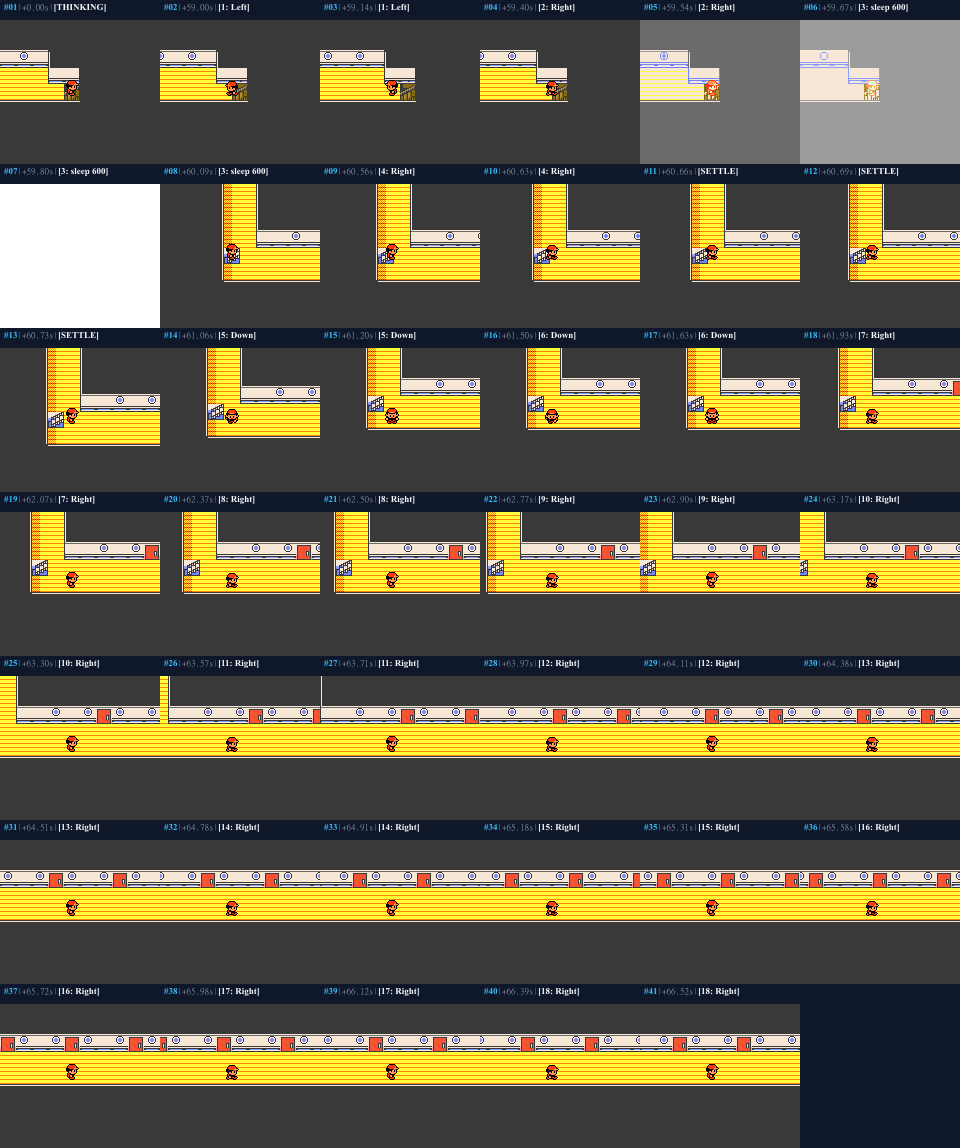 #01|+0.00s|[THINKING]
#02|+59.00s|[1: Left]
#03|+59.14s|[1: Left]
#04|+59.40s|[2: Right]
#05|+59.54s|[2: Right]
#06|+59.67s|[3: sleep 600]
#07|+59.80s|[3: sleep 600]
#08|+60.09s|[3: sleep 600]
#09|+60.56s|[4: Right]
#10|+60.63s|[4: Right]
#11|+60.66s|[SETTLE]
#12|+60.69s|[SETTLE]
#13|+60.73s|[SETTLE]
#14|+61.06s|[5: Down]
#15|+61.20s|[5: Down]
#16|+61.50s|[6: Down]
#17|+61.63s|[6: Down]
#18|+61.93s|[7: Right]
#19|+62.07s|[7: Right]
#20|+62.37s|[8: Right]
#21|+62.50s|[8: Right]
#22|+62.77s|[9: Right]
#23|+62.90s|[9: Right]
#24|+63.17s|[10: Right]
#25|+63.30s|[10: Right]
#26|+63.57s|[11: Right]
#27|+63.71s|[11: Right]
#28|+63.97s|[12: Right]
#29|+64.11s|[12: Right]
#30|+64.38s|[13: Right]
#31|+64.51s|[13: Right]
#32|+64.78s|[14: Right]
#33|+64.91s|[14: Right]
#34|+65.18s|[15: Right]
#35|+65.31s|[15: Right]
#36|+65.58s|[16: Right]
#37|+65.72s|[16: Right]
#38|+65.98s|[17: Right]
#39|+66.12s|[17: Right]
#40|+66.39s|[18: Right]
#41|+66.52s|[18: Right]